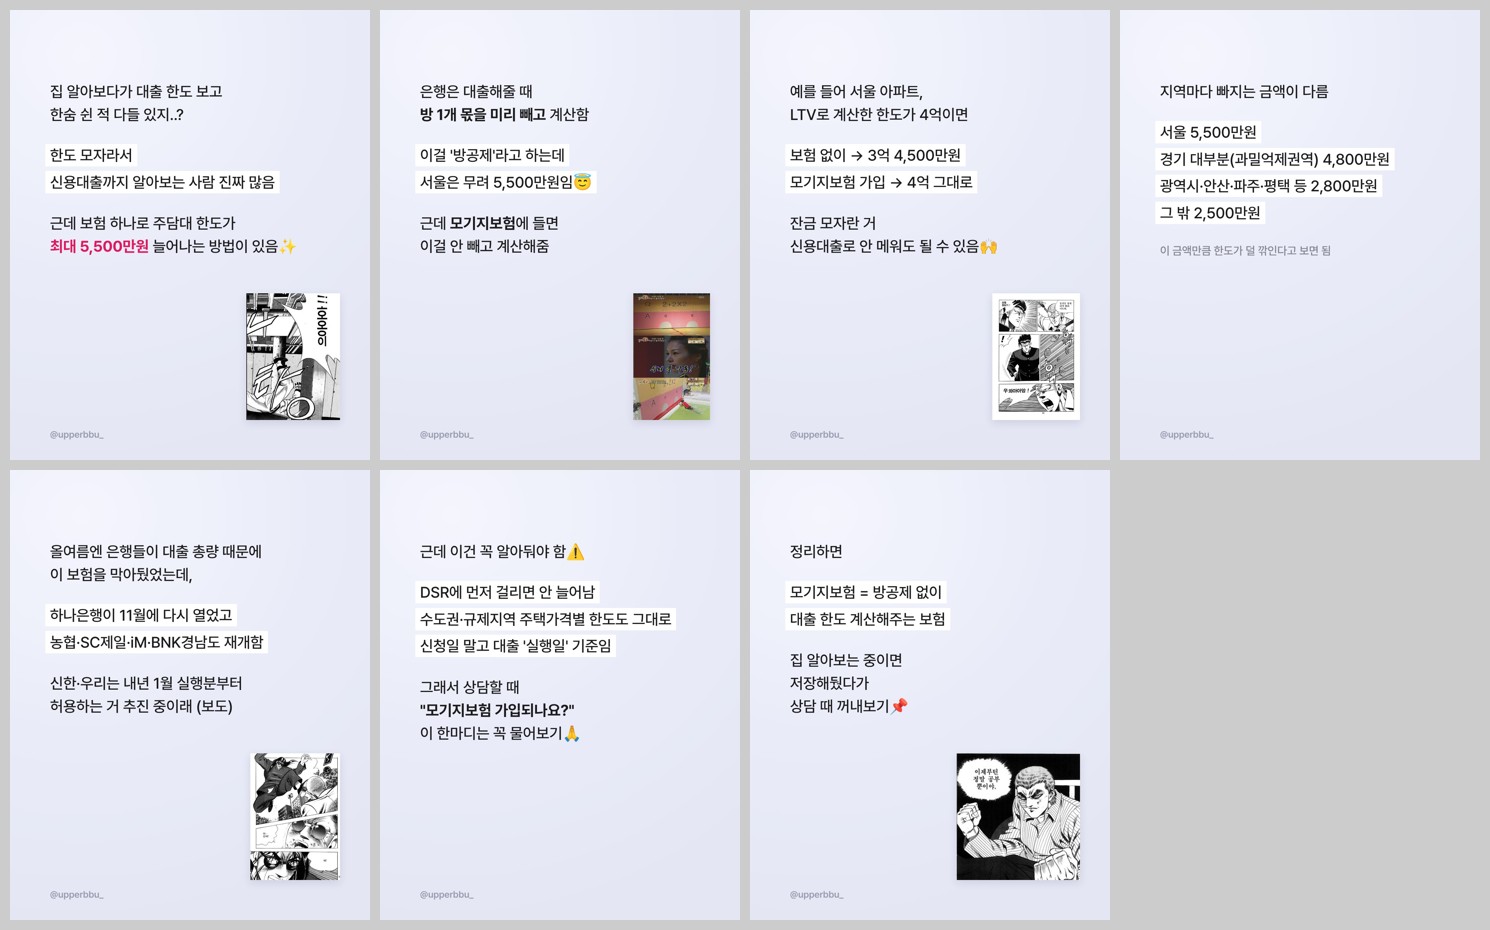 집 알아보다가 대출 한도 보고
한숨 쉰 적 다들 있지..?
한도 모자라서
신용대출까지 알아보는 사람 진짜 많음
근데 보험 하나로 주담대 한도가
최대 5,500만원 늘어나는 방법이 있음✨
@upperbbu_
은행은 대출해줄 때
방 1개 몫을 미리 빼고 계산함
이걸 '방공제'라고 하는데
서울은 무려 5,500만원임😇
근데 모기지보험에 들면
이걸 안 빼고 계산해줌
@upperbbu_
예를 들어 서울 아파트,
LTV로 계산한 한도가 4억이면
보험 없이 → 3억 4,500만원
모기지보험 가입 → 4억 그대로
잔금 모자란 거
신용대출로 안 메워도 될 수 있음🙌
@upperbbu_
지역마다 빠지는 금액이 다름
서울 5,500만원
경기 대부분(과밀억제권역) 4,800만원
광역시·안산·파주·평택 등 2,800만원
그 밖 2,500만원
이 금액만큼 한도가 덜 깎인다고 보면 됨
@upperbbu_
올여름엔 은행들이 대출 총량 때문에
이 보험을 막아뒀었는데,
하나은행이 11월에 다시 열었고
농협·SC제일·iM·BNK경남도 재개함
신한·우리는 내년 1월 실행분부터
허용하는 거 추진 중이래 (보도)
@upperbbu_
근데 이건 꼭 알아둬야 함⚠️
DSR에 먼저 걸리면 안 늘어남
수도권·규제지역 주택가격별 한도도 그대로
신청일 말고 대출 '실행일' 기준임
그래서 상담할 때
"모기지보험 가입되나요?"
이 한마디는 꼭 물어보기🙏
@upperbbu_
정리하면
모기지보험 = 방공제 없이
대출 한도 계산해주는 보험
집 알아보는 중이면
저장해뒀다가
상담 때 꺼내보기📌
이제부턴
정말 공부
뿐이야.
@upperbbu_